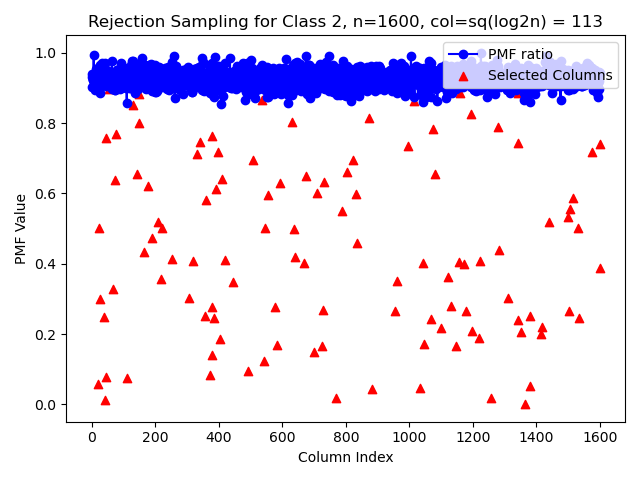 Rejection Sampling for Class 2, n=1600, col=sq(log2n) = 113
PMF ratio
Selected Columns
1.0
0.8
0.6
0.4
0.2
0.0
PMF Value
0 200 400 600 800 1000 1200 1400 1600
Column Index